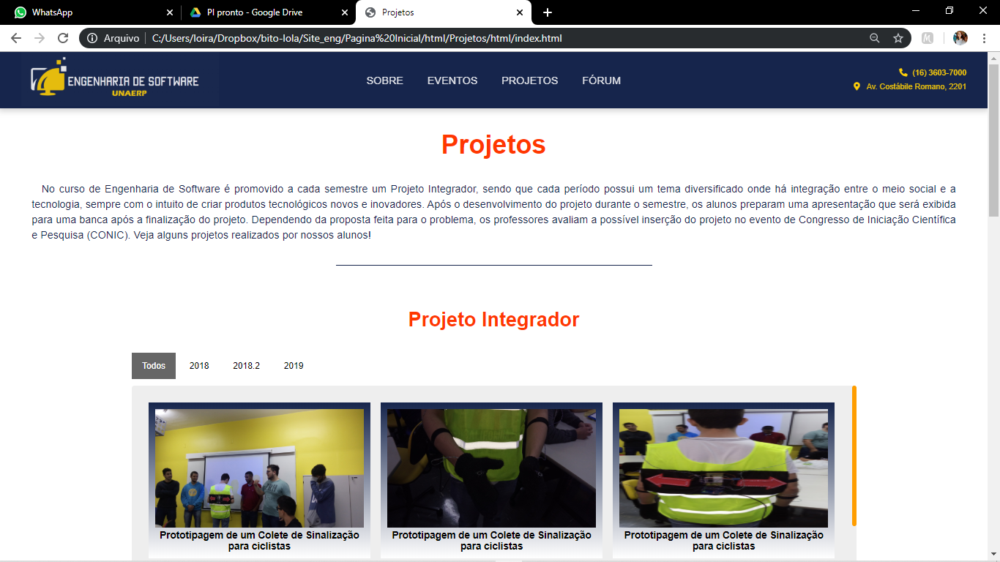 WhatsApp
PI pronto - Google Drive
Projetos
Arquivo
C:/Users/loira/Dropbox/bito-lola/Site_eng/Pagina%20Inicial/html/Projetos/html/index.html
ENGENHARIA DE SOFTWARE
UNAERP
SOBRE
EVENTOS
PROJETOS
FÓRUM
(16) 3603-7000
Av. Costábile Romano, 2201
Projetos
No curso de Engenharia de Software é promovido a cada semestre um Projeto Integrador, sendo que cada período possui um tema diversificado onde há integração entre o meio social e a
tecnologia, sempre com o intuito de criar produtos tecnológicos novos e inovadores. Após o desenvolvimento do projeto durante o semestre, os alunos preparam uma apresentação que será exibida
para uma banca após a finalização do projeto. Dependendo da proposta feita para o problema, os professores avaliam a possível inserção do projeto no evento de Congresso de Iniciação Científica
e Pesquisa (CONIC). Veja alguns projetos realizados por nossos alunos!
Projeto Integrador
Todos
2018
2018.2
2019
Prototipagem de um Colete de Sinalização
para ciclistas
Prototipagem de um Colete de Sinalização
para ciclistas
Prototipagem de um Colete de Sinalização
para ciclistas